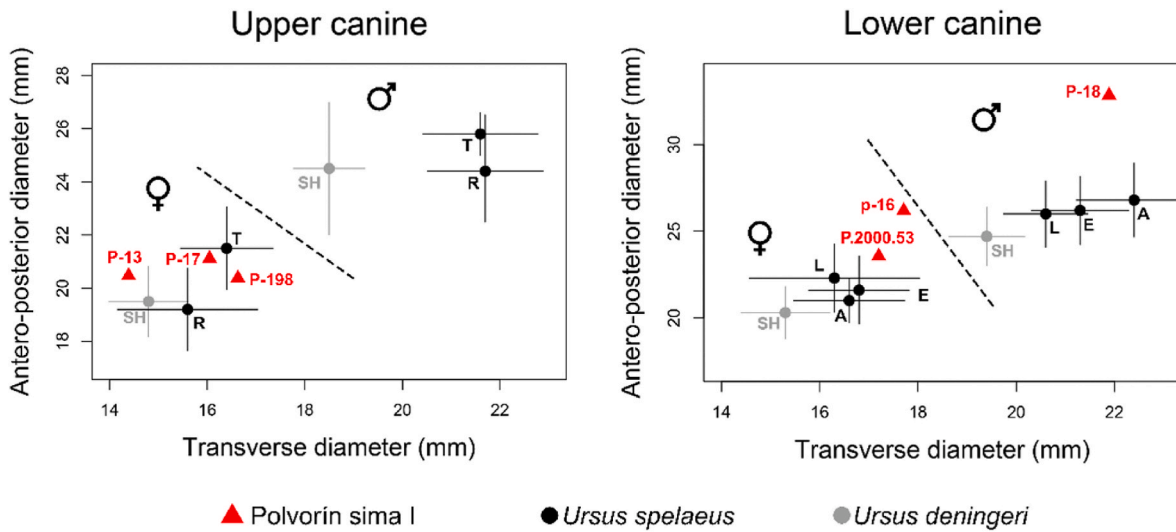 Upper canine
Antero-posterior diameter (mm)
28
26
24
22
20
18
♀
♂
T
R
SH
T
P-13
P-17
P-198
SH
R
14
16
18
20
22
Transverse diameter (mm)
Lower canine
Antero-posterior diameter (mm)
30
25
20
P-18
♂
p-16
P.2000.53
♀
L
E
A
SH
L
E
A
SH
14
16
18
20
22
Transverse diameter (mm)
Polvorín sima I
Ursus spelaeus
Ursus deningeri